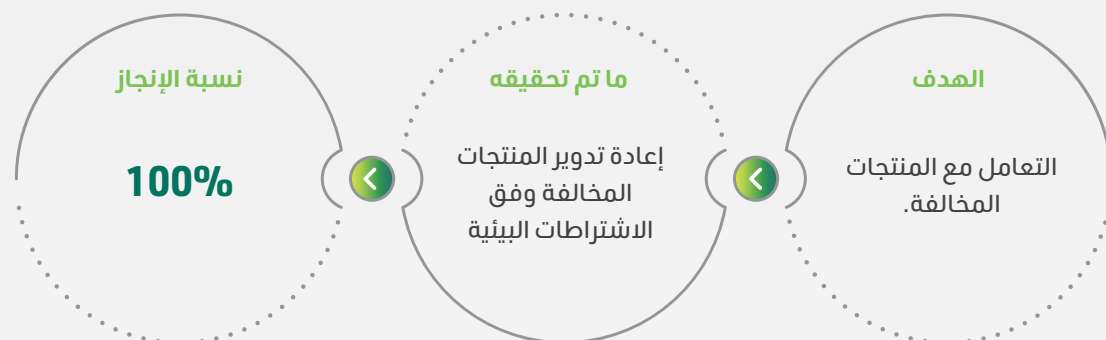 الهدف
التعامل مع المنتجات
المخالفة.
ما تم تحقيقه
إعادة تدوير المنتجات
المخالفة وفق
الاشتراطات البيئية
نسبة الإنجاز
100%